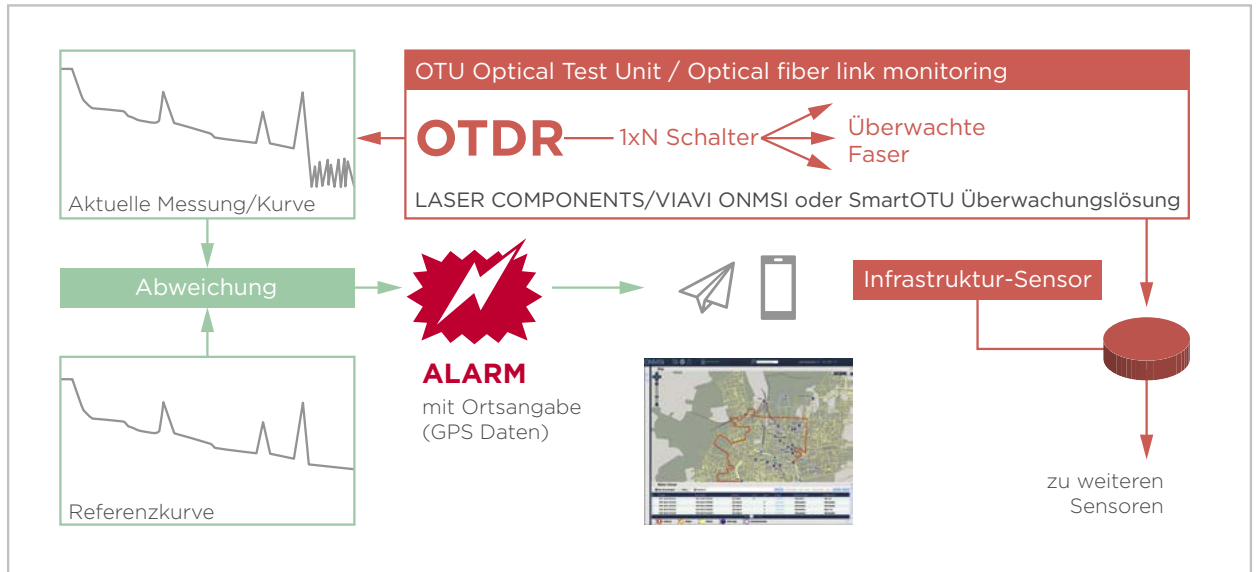 OTU Optical Test Unit / Optical fiber link monitoring
OTDR
1xN Schalter
Überwachte
Faser
LASER COMPONENTS/VIAVI ONMSI oder SmartOTU Überwachungslösung
Aktuelle Messung/Kurve
Abweichung
Infrastruktur-Sensor
ALARM
mit Ortsangabe
(GPS Daten)
Referenzkurve
zu weiteren
Sensoren